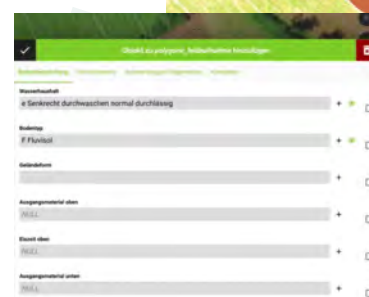 Objekt zu polygone_feldaufnahme hinzufügen
Wasserhaushalt
e Senkrecht durchwaschen normal durchlässig
Bodentyp
F Fluvisol
Geländeform
Ausgangsmaterial oben
NULL
Eiszeit oben
NULL
Ausgangsmaterial unten
NULL